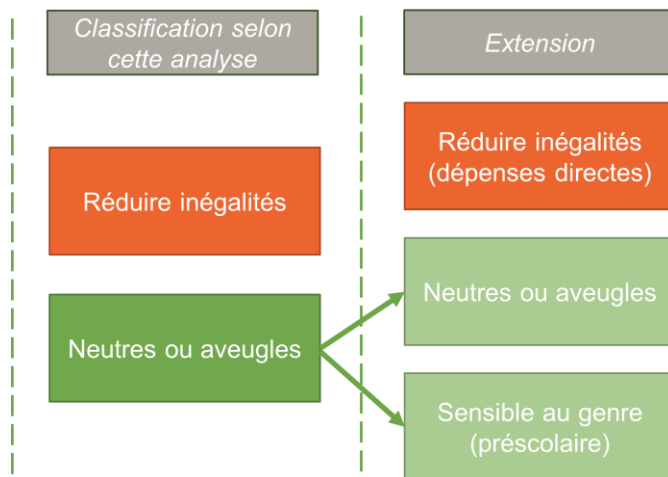 Classification selon
cette analyse
Réduire inégalités
Neutres ou aveugles
Extension
Réduire inégalités
(dépenses directes)
Neutres ou aveugles
Sensible au genre
(préscolaire)